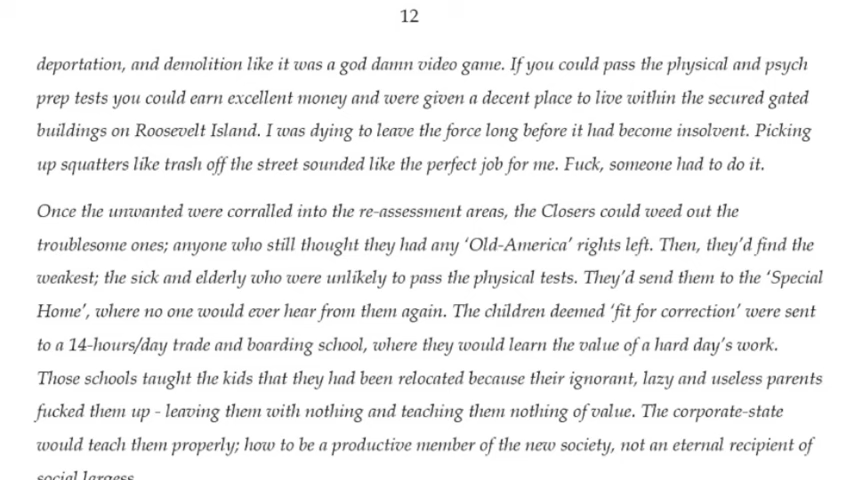 12
deportation, and demolition like it was a god damn video game. If you could pass the physical and psych
prep tests you could earn excellent money and were given a decent place to live within the secured gated
buildings on Roosevelt Island. I was dying to leave the force long before it had become insolvent. Picking
up squatters like trash off the street sounded like the perfect job for me. Fuck, someone had to do it.
Once the unwanted were corralled into the re-assessment areas, the Closers could weed out the
troublesome ones; anyone who still thought they had any ‘Old-America’ rights left. Then, they’d find the
weakest; the sick and elderly who were unlikely to pass the physical tests. They’d send them to the ‘Special
Home’, where no one would ever hear from them again. The children deemed ‘fit for correction’ were sent
to a 14-hours/day trade and boarding school, where they would learn the value of a hard day’s work.
Those schools taught the kids that they had been relocated because their ignorant, lazy and useless parents
fucked them up - leaving them with nothing and teaching them nothing of value. The corporate-state
would teach them properly; how to be a productive member of the new society, not an eternal recipient of
social largess